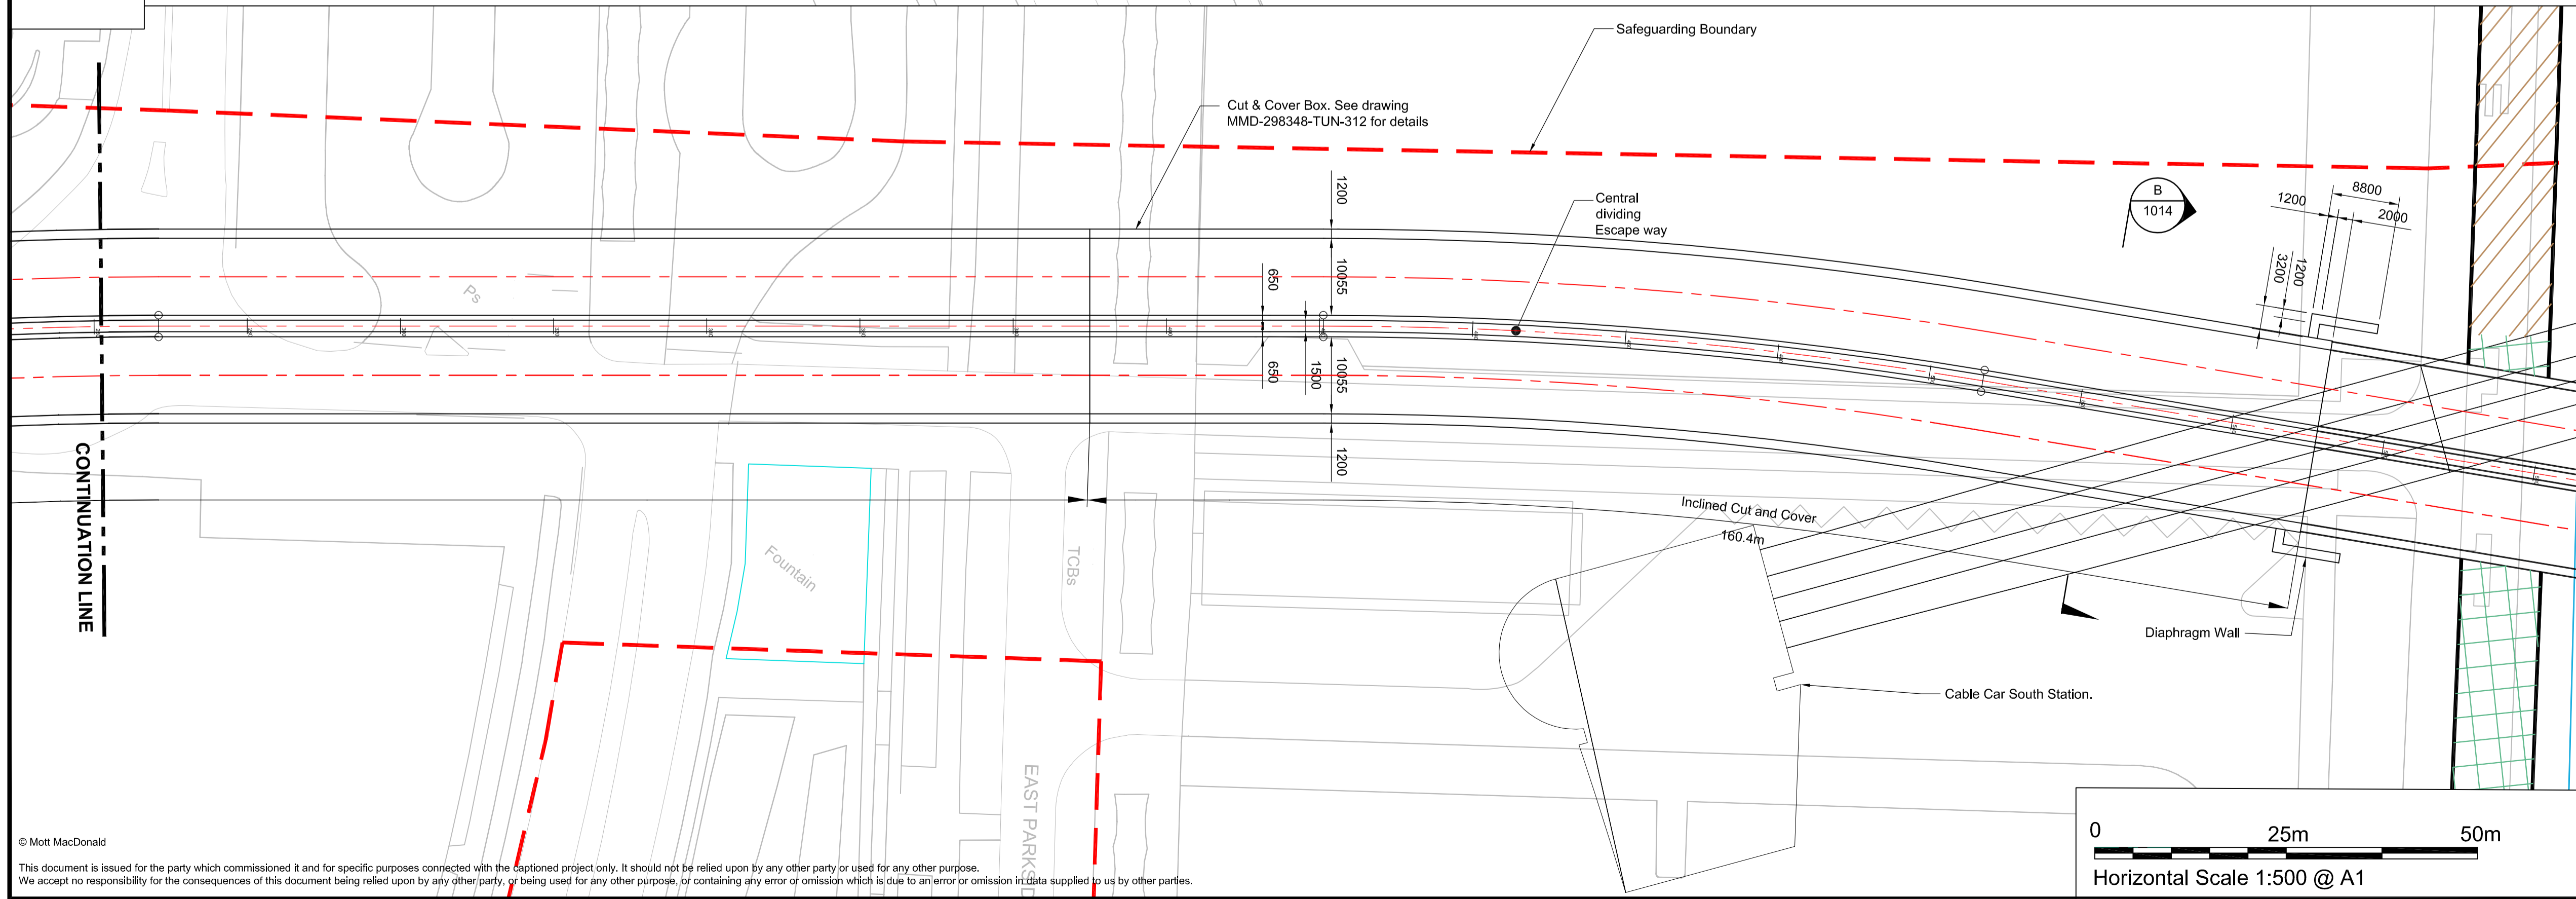 Safeguarding Boundary
Cut & Cover Box. See drawing
MMD-298348-TUN-312 for details
Central
dividing
Escape way
B
1014
8800
1200
2000
1200
3200
1200
10055
650
650
1500
10055
1200
Ps
CONTINUATION LINE
Fountain
TCBs
EAST PARKSID
Inclined Cut and Cover
160.4m
Diaphragm Wall
Cable Car South Station.
0 25m 50m
Horizontal Scale 1:500 @ A1
© Mott MacDonald
This document is issued for the party which commissioned it and for specific purposes connected with the captioned project only. It should not be relied upon by any other party or used for any other purpose.
We accept no responsibility for the consequences of this document being relied upon by any other party, or being used for any other purpose, or containing any error or omission which is due to an error or omission in data supplied to us by other parties.